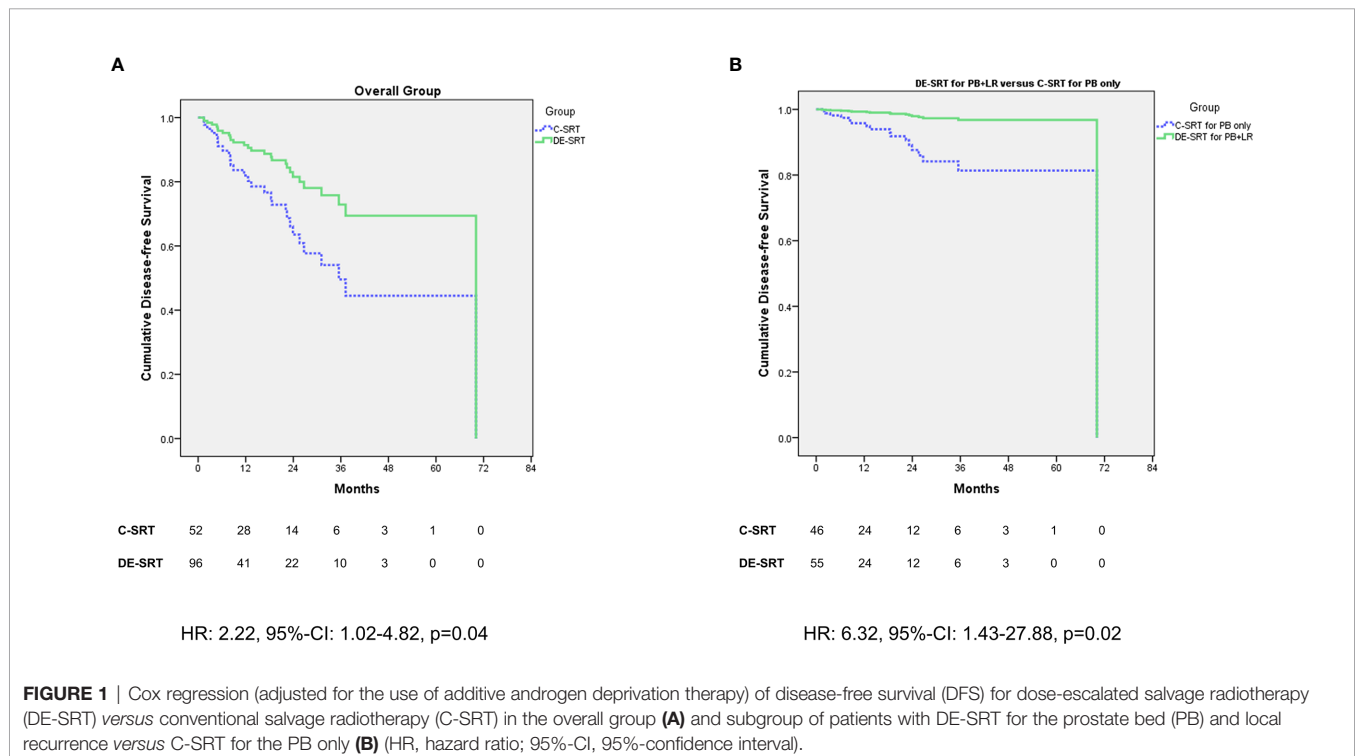 A
Overall Group
Cumulative Disease-free Survival
1.0
0.8
0.6
0.4
0.2
0.0
0 12 24 36 48 60 72 84
Months
Group
C-SRT
DE-SRT
C-SRT 52 28 14 6 3 1 0
DE-SRT 96 41 22 10 3 0 0
HR: 2.22, 95%-CI: 1.02-4.82, p=0.04
B
DE-SRT for PB+LR versus C-SRT for PB only
Cumulative Disease-free Survival
1.0
0.8
0.6
0.4
0.2
0.0
0 12 24 36 48 60 72 84
Months
Group
C-SRT for PB only
DE-SRT for PB+LR
C-SRT 46 24 12 6 3 1 0
DE-SRT 55 24 12 6 3 0 0
HR: 6.32, 95%-CI: 1.43-27.88, p=0.02
FIGURE 1 | Cox regression (adjusted for the use of additive androgen deprivation therapy) of disease-free survival (DFS) for dose-escalated salvage radiotherapy
(DE-SRT) versus conventional salvage radiotherapy (C-SRT) in the overall group (A) and subgroup of patients with DE-SRT for the prostate bed (PB) and local
recurrence versus C-SRT for the PB only (B) (HR, hazard ratio; 95%-CI, 95%-confidence interval).